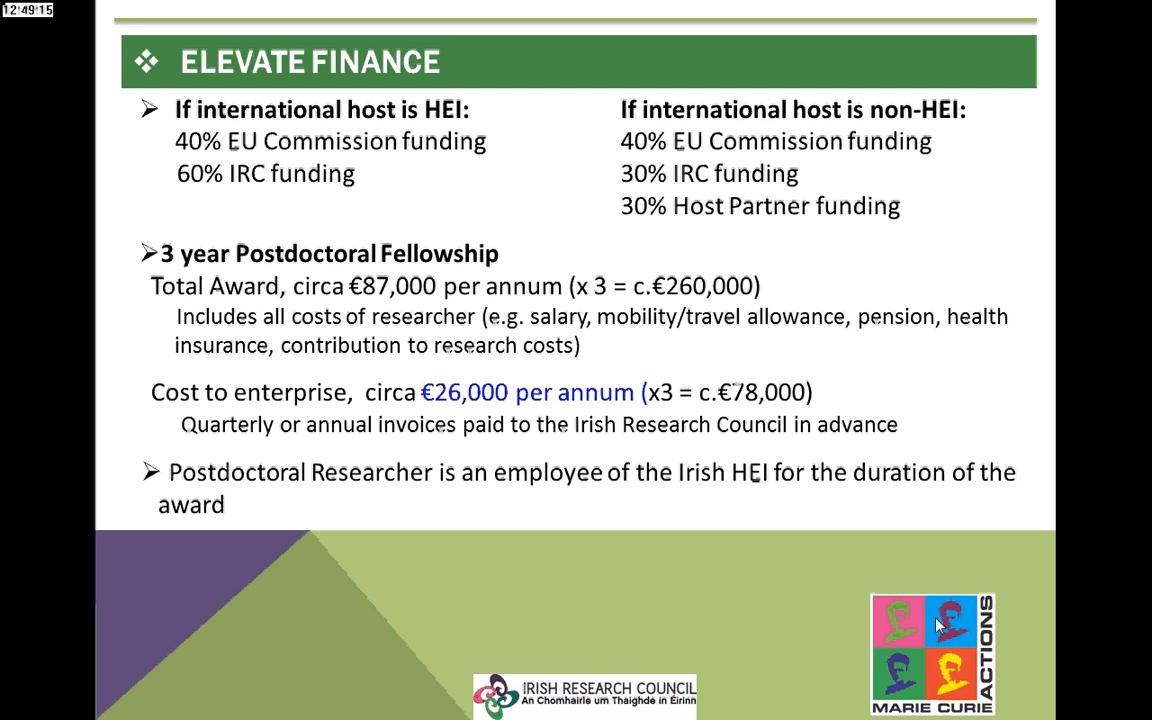 12:49:15
❖ ELEVATE FINANCE
➢ If international host is HEI:
40% EU Commission funding
60% IRC funding
If international host is non-HEI:
40% EU Commission funding
30% IRC funding
30% Host Partner funding
➢3 year Postdoctoral Fellowship
Total Award, circa €87,000 per annum (x 3 = c.€260,000)
Includes all costs of researcher (e.g. salary, mobility/travel allowance, pension, health
insurance, contribution to research costs)
Cost to enterprise, circa €26,000 per annum (x3 = c.€78,000)
Quarterly or annual invoices paid to the Irish Research Council in advance
➢ Postdoctoral Researcher is an employee of the Irish HEI for the duration of the
award
IRISH RESEARCH COUNCIL
An Chomhairle um Thaighde in Éirinn
MARIE CURIE
ACTIONS